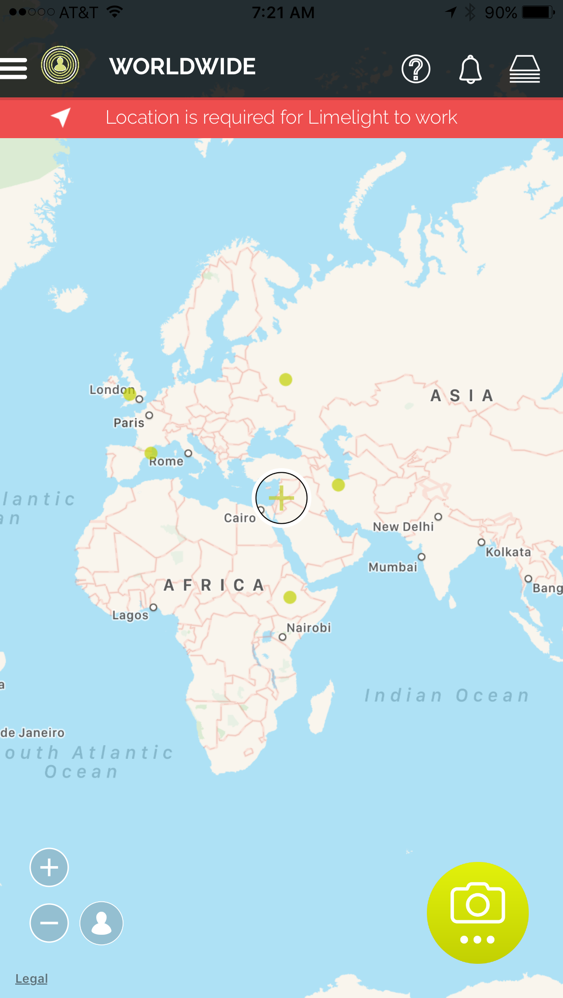 AT&T 7:21 AM 90%
WORLDWIDE
Location is required for Limelight to work
London
ASIA
Paris
Rome
lantic
an
Cairo
New Delhi
Kolkata
Mumbai
AFRICA
Bang
Lagos
Nairobi
a
Indian Ocean
de Janeiro
outh Atlantic
Ocean
Legal